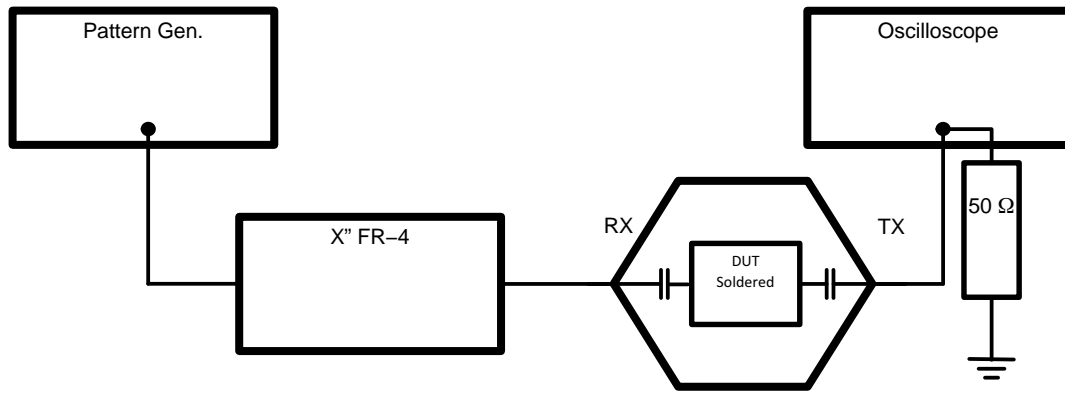 Pattern Gen.
Oscilloscope
X” FR−4
RX
TX
50 Ω
DUT
Soldered